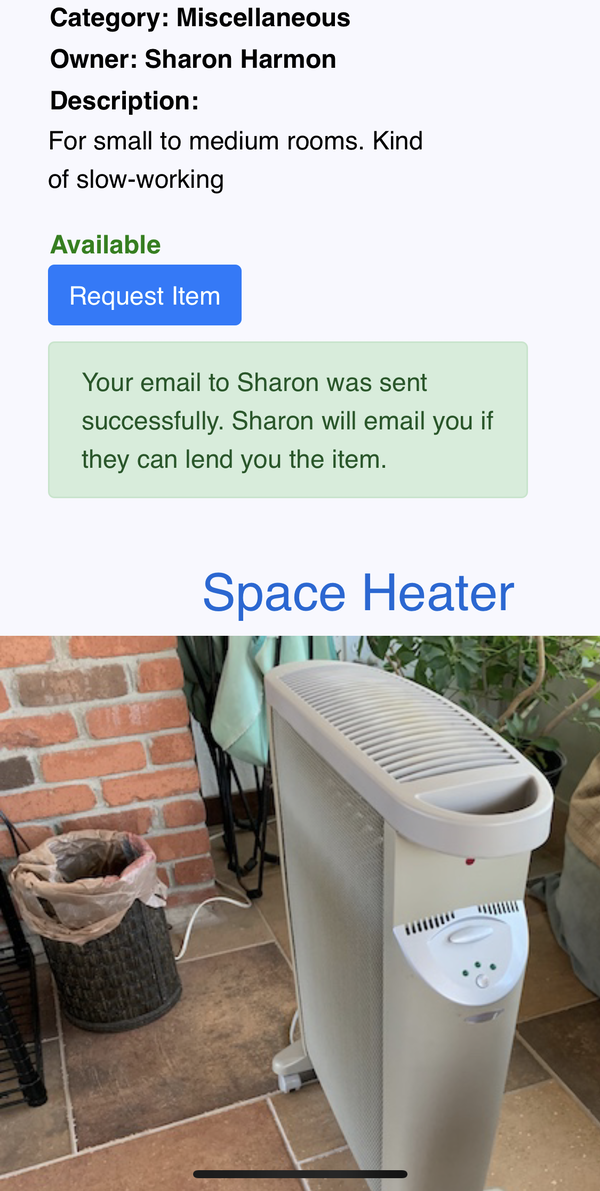 Category: Miscellaneous
Owner: Sharon Harmon
Description:
For small to medium rooms. Kind
of slow-working
Available
Request Item
Your email to Sharon was sent
successfully. Sharon will email you if
they can lend you the item.
Space Heater